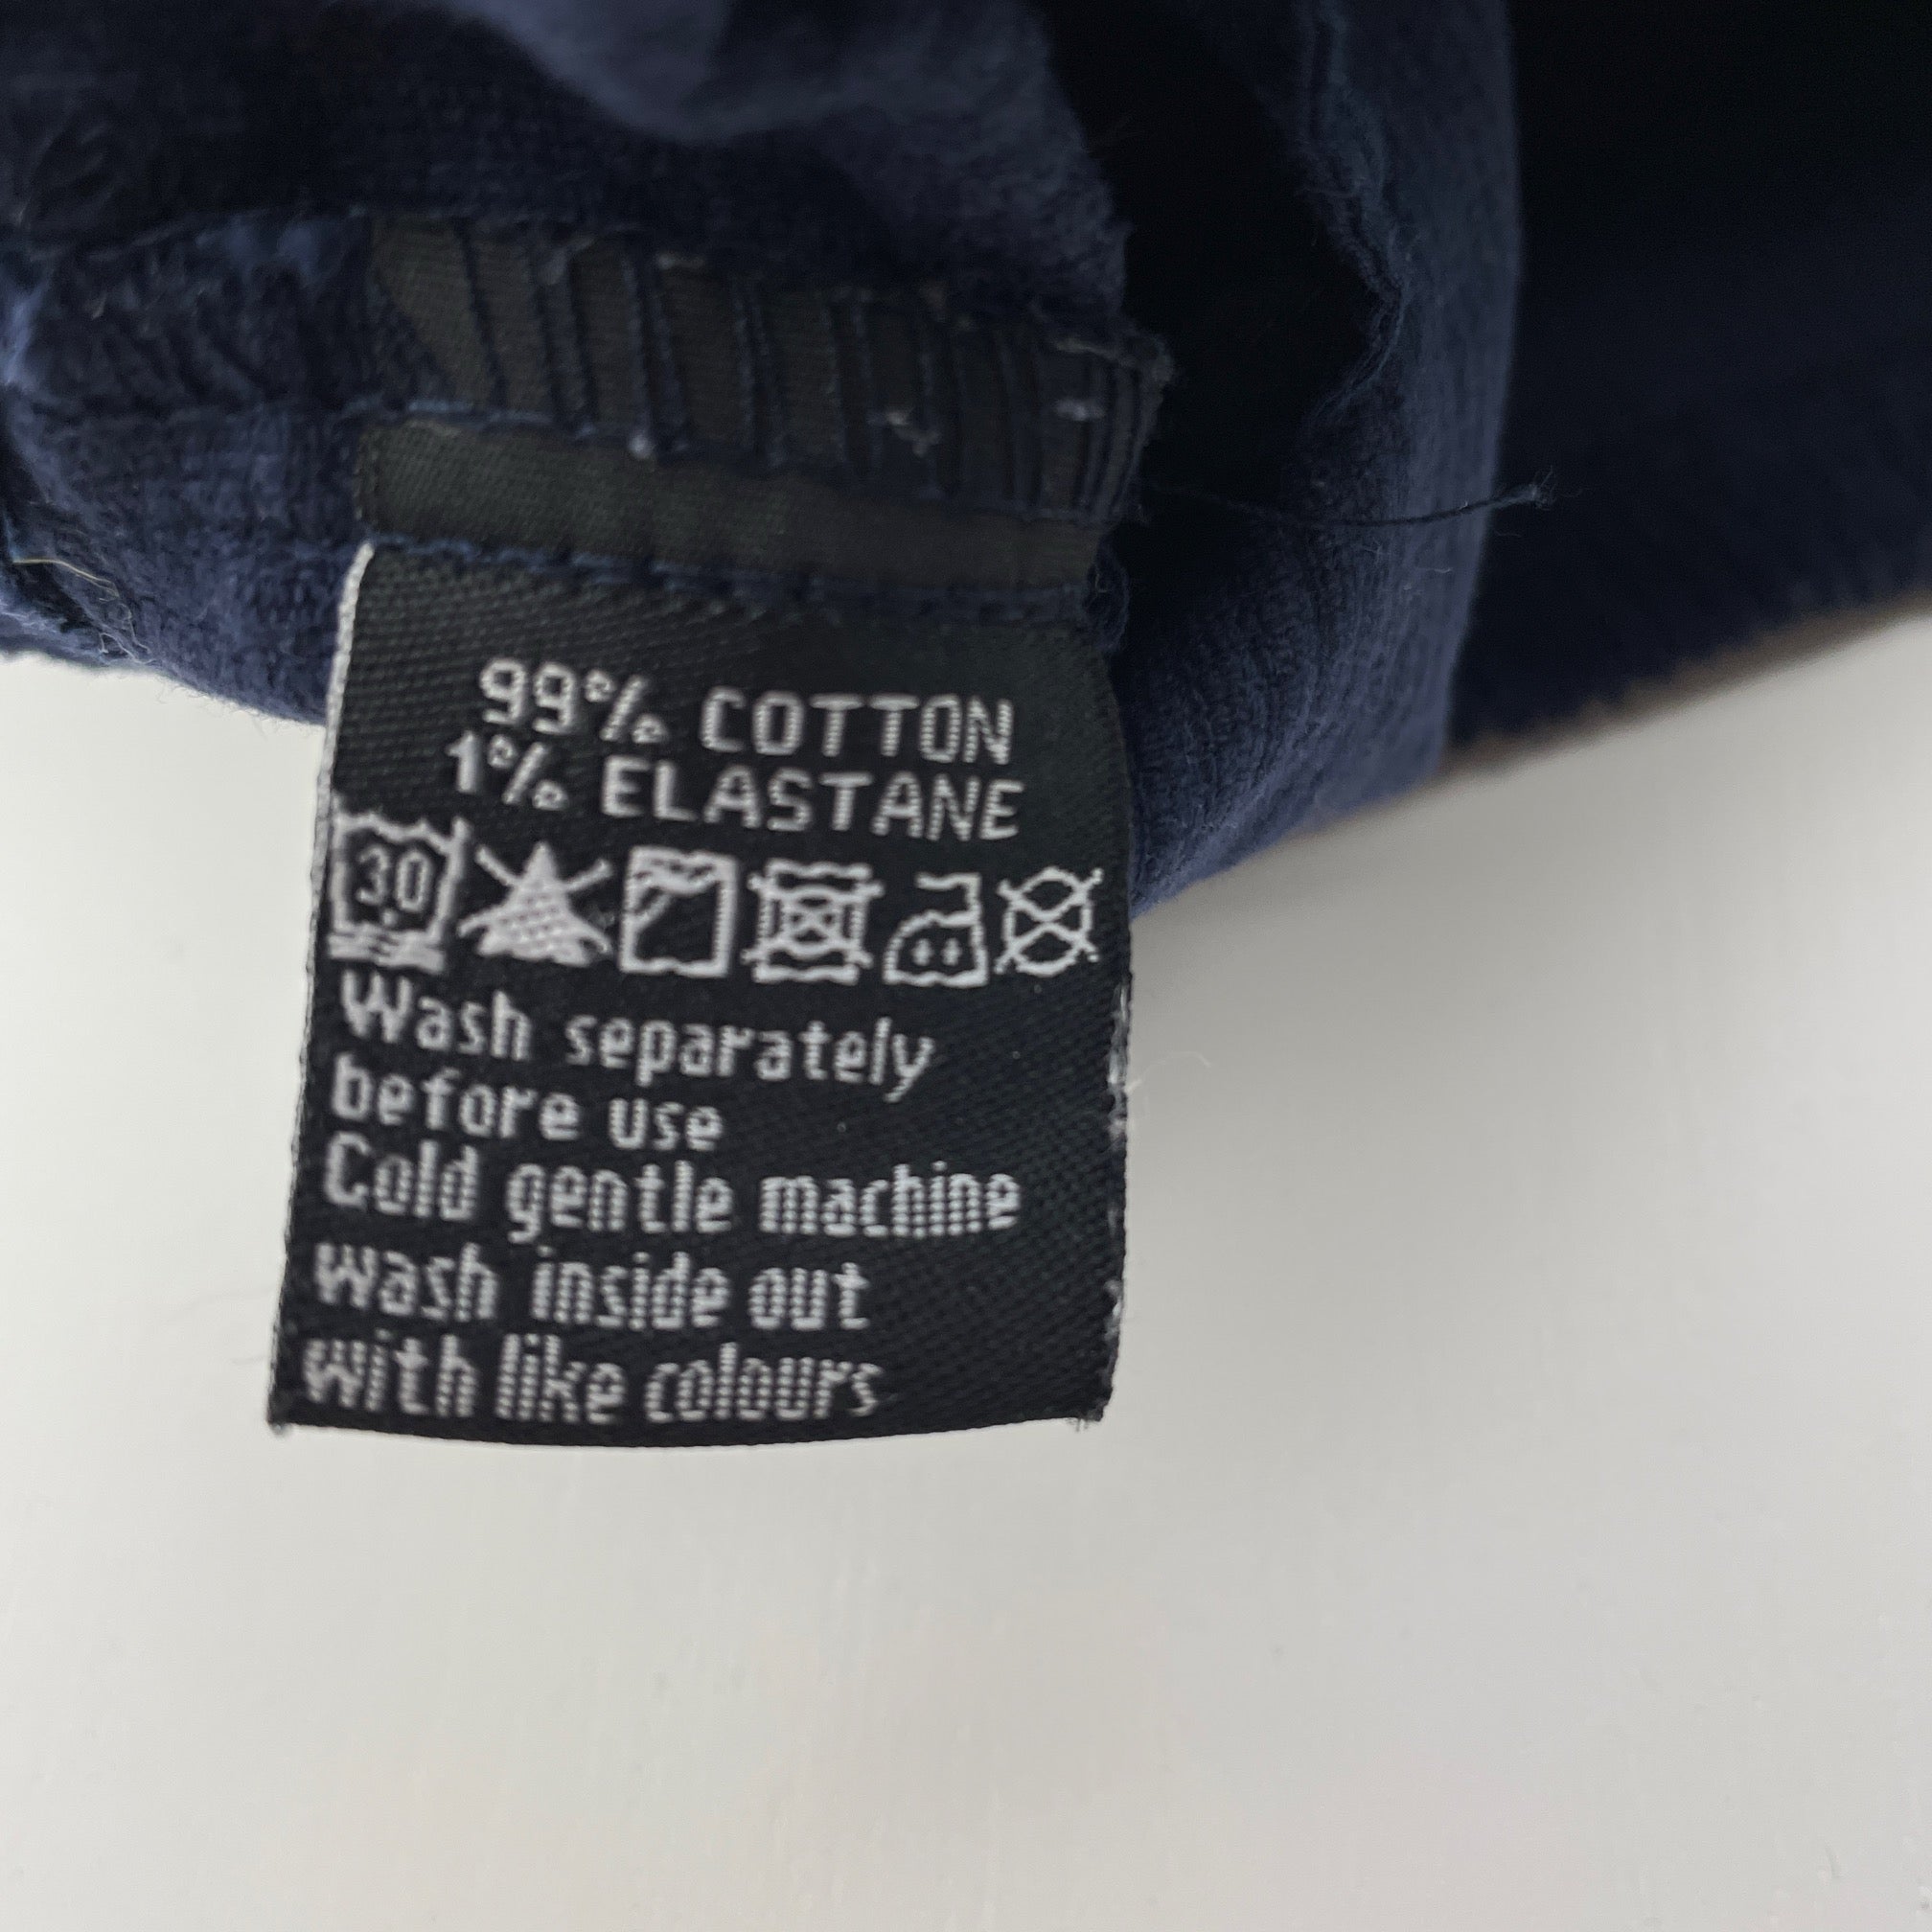 99% COTTON
1% ELASTANE
30
Wash separately
before use
Cold gentle machine
wash inside out
with like colours